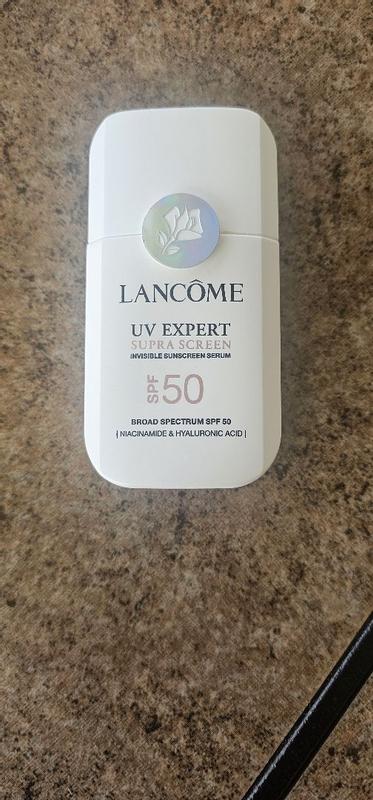 LANCÔME
UV EXPERT
SUPRA SCREEN
INVISIBLE SUNSCREEN SERUM
SPF 50
BROAD SPECTRUM SPF 50
| NIACINAMIDE & HYALURONIC ACID |